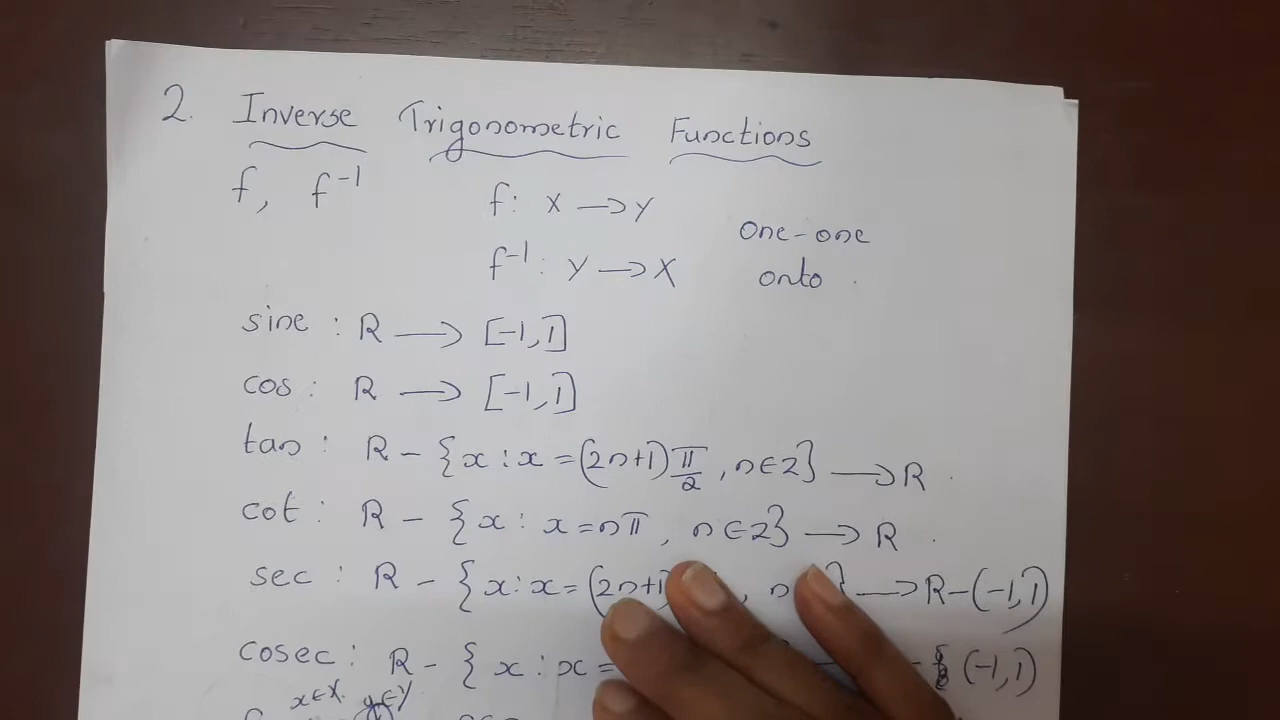 2. Inverse Trigonometric Functions
f, f⁻¹ f: X → Y one-one
f⁻¹: Y → X onto
sine : R → [-1,1]
cos : R → [-1,1]
tan : R - {x : x = (2n+1)π/2, n∈Z} → R
cot : R - {x : x = nπ, n∈Z} → R
sec : R - {x : x = (2n+1) , n } → R-(-1,1)
cosec : R - {x : x = - (-1,1)
x∈X y∈Y